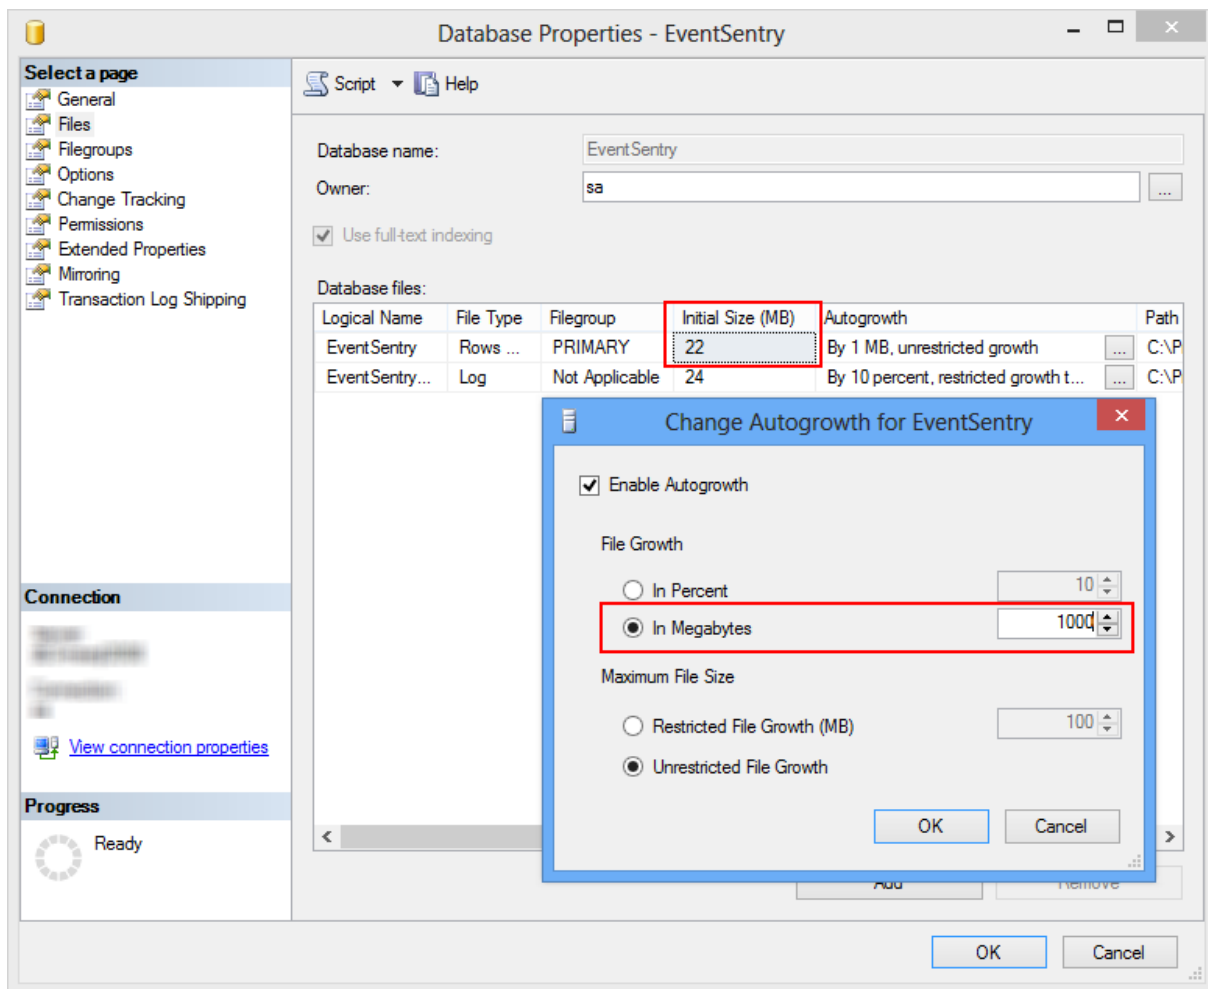 Database Properties - EventSentry
Select a page
General
Files
Filegroups
Options
Change Tracking
Permissions
Extended Properties
Mirroring
Transaction Log Shipping
Connection
View connection properties
Progress
Ready
Script Help
Database name: EventSentry
Owner: sa ...
Use full-text indexing
Database files:
Logical Name File Type Filegroup Initial Size (MB) Autogrowth Path
EventSentry Rows ... PRIMARY 22 By 1 MB, unrestricted growth ... C:\P
EventSentry... Log Not Applicable 24 By 10 percent, restricted growth t... ... C:\P
Change Autogrowth for EventSentry
Enable Autogrowth
File Growth
In Percent 10
In Megabytes 1000
Maximum File Size
Restricted File Growth (MB) 100
Unrestricted File Growth
OK Cancel
Add Remove
OK Cancel